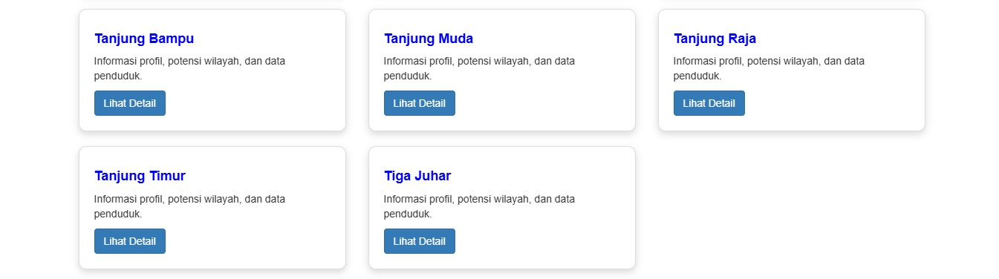 Tanjung Bampu
Informasi profil, potensi wilayah, dan data
penduduk.
Lihat Detail
Tanjung Muda
Informasi profil, potensi wilayah, dan data
penduduk.
Lihat Detail
Tanjung Raja
Informasi profil, potensi wilayah, dan data
penduduk.
Lihat Detail
Tanjung Timur
Informasi profil, potensi wilayah, dan data
penduduk.
Lihat Detail
Tiga Juhar
Informasi profil, potensi wilayah, dan data
penduduk.
Lihat Detail